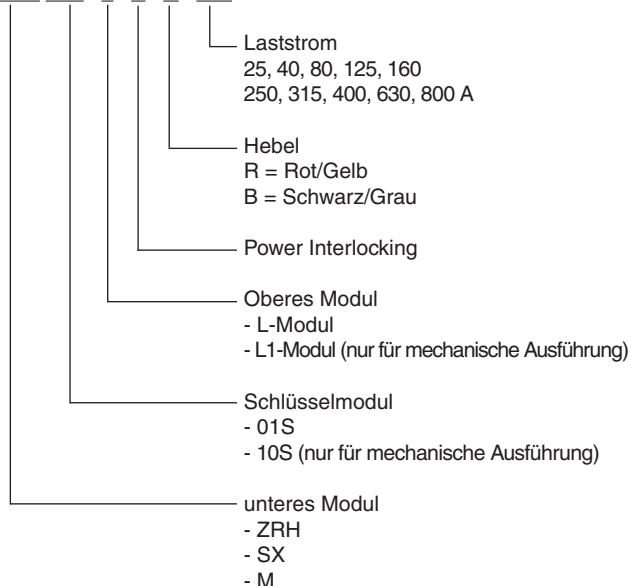 Laststrom
25, 40, 80, 125, 160
250, 315, 400, 630, 800 A
Hebel
R = Rot/Gelb
B = Schwarz/Grau
Power Interlocking
Oberes Modul
- L-Modul
- L1-Modul (nur für mechanische Ausführung)
Schlüsselmodul
- 01S
- 10S (nur für mechanische Ausführung)
unteres Modul
- ZRH
- SX
- M